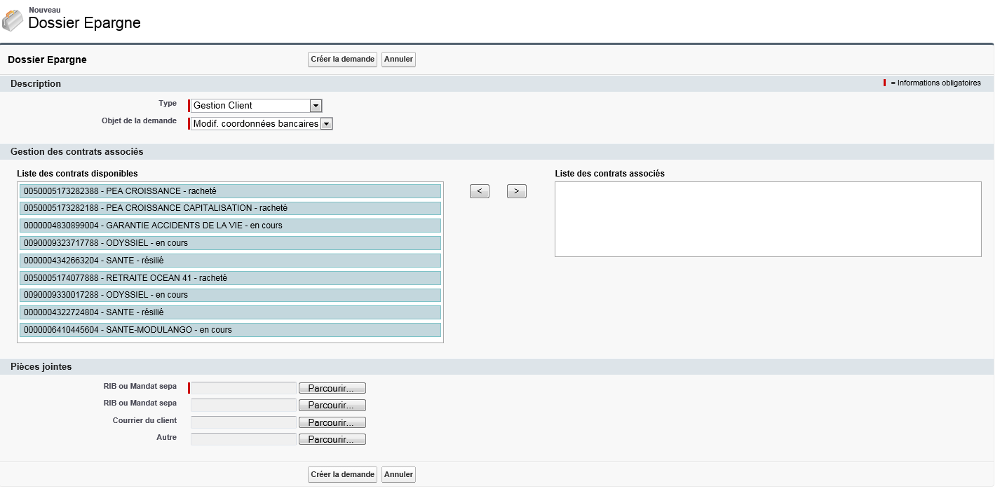 Nouveau
Dossier Epargne
Dossier Epargne
Créer la demande Annuler
Description
= Informations obligatoires
Type Gestion Client
Objet de la demande Modif. coordonnées bancaires
Gestion des contrats associés
Liste des contrats disponibles
0050005173282388 - PEA CROISSANCE - racheté
0050005173282188 - PEA CROISSANCE CAPITALISATION - racheté
0000004830899004 - GARANTIE ACCIDENTS DE LA VIE - en cours
0090009323717788 - ODYSSIEL - en cours
0000004342663204 - SANTE - résilié
0050005174077888 - RETRAITE OCEAN 41 - racheté
0090009330017288 - ODYSSIEL - en cours
0000004322724804 - SANTE - résilié
0000006410445604 - SANTE-MODULANGO - en cours
< >
Liste des contrats associés
Pièces jointes
RIB ou Mandat sepa Parcourir...
RIB ou Mandat sepa Parcourir...
Courrier du client Parcourir...
Autre Parcourir...
Créer la demande Annuler